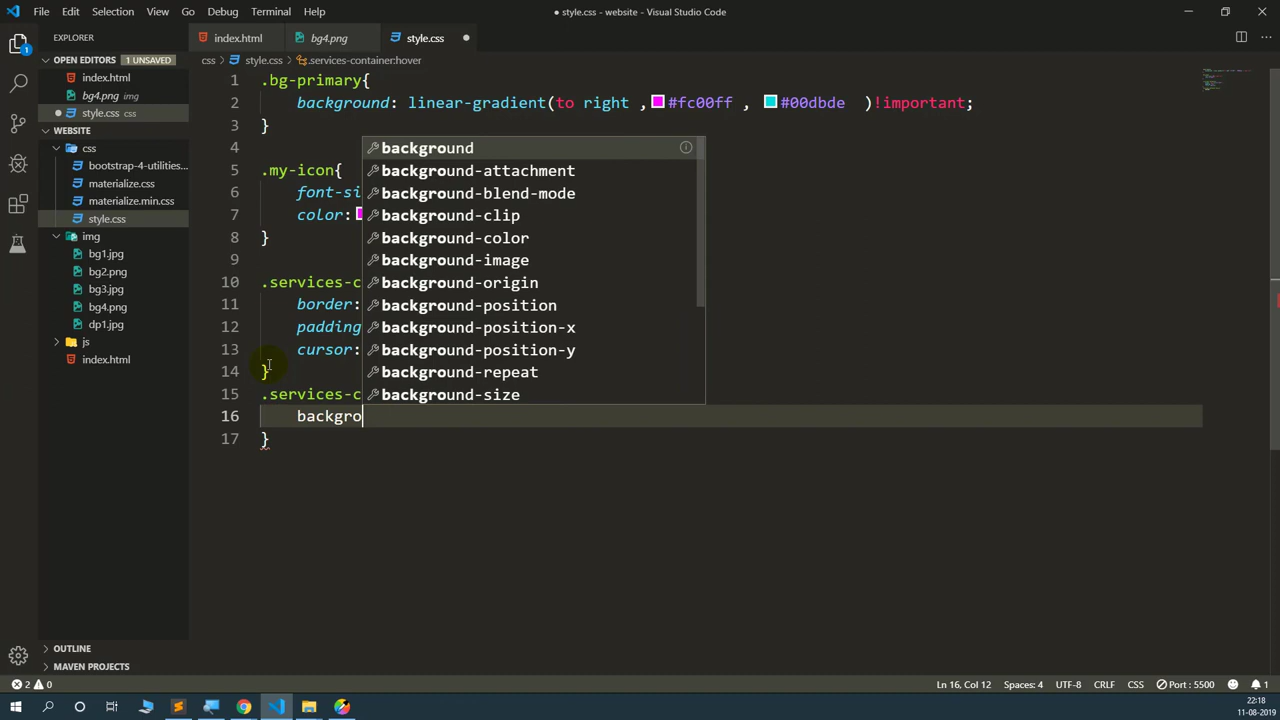 File Edit Selection View Go Debug Terminal Help
● style.css - website - Visual Studio Code
EXPLORER
index.html bg4.png style.css ●
css > style.css > .services-container:hover
OPEN EDITORS 1 UNSAVED
index.html
bg4.png img
● style.css css
WEBSITE
css
bootstrap-4-utilities...
materialize.css
materialize.min.css
style.css
img
bg1.jpg
bg2.png
bg3.jpg
bg4.png
dp1.jpg
js
index.html
OUTLINE
MAVEN PROJECTS
1 .bg-primary{
2 background: linear-gradient(to right ,#fc00ff , #00dbde )!important;
3 }
4
5 .my-icon{
6 font-si
7 color:
8 }
9
10 .services-c
11 border:
12 padding
13 cursor:
14 }
15 .services-c
16 backgro
17 }
background
background-attachment
background-blend-mode
background-clip
background-color
background-image
background-origin
background-position
background-position-x
background-position-y
background-repeat
background-size
2 0
Ln 16, Col 12 Spaces: 4 UTF-8 CRLF CSS Port : 5500 1
22:18
11-08-2019